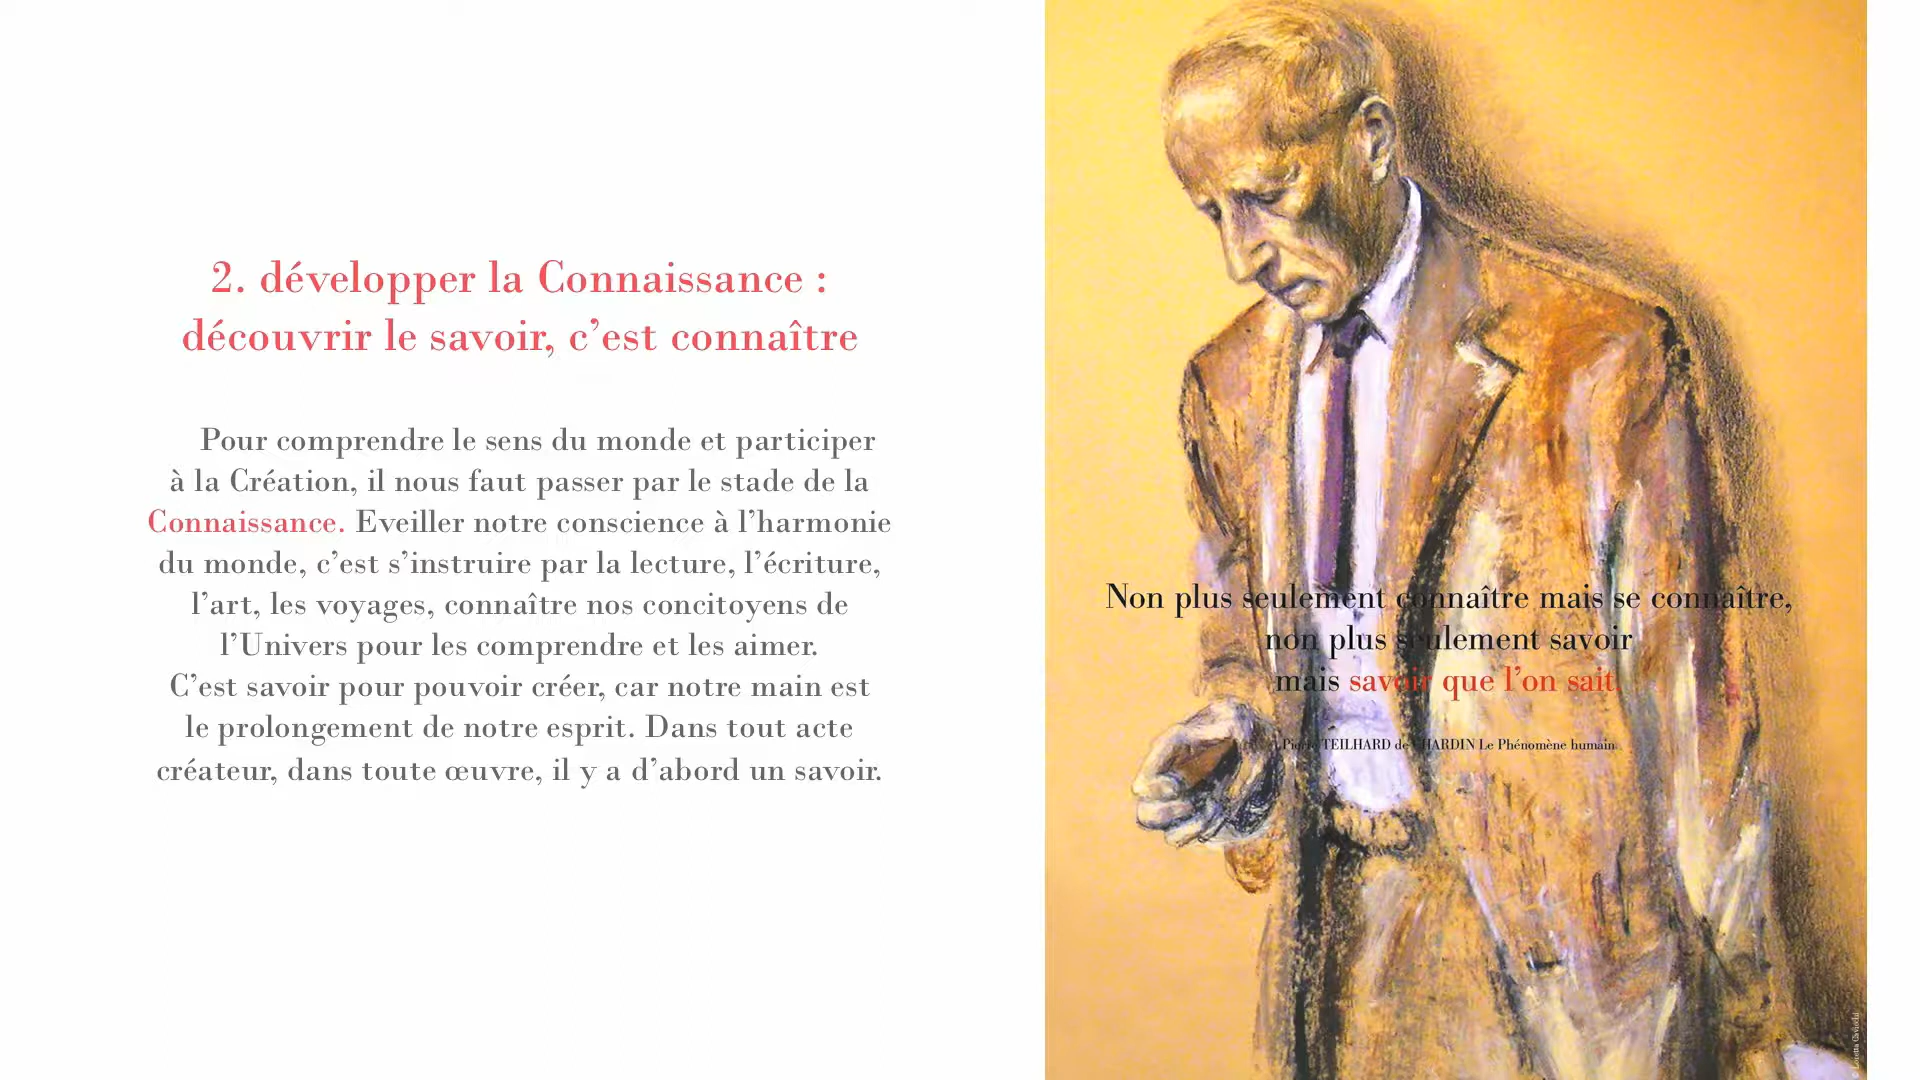 2. développer la Connaissance :
découvrir le savoir, c’est connaître
Pour comprendre le sens du monde et participer
à la Création, il nous faut passer par le stade de la
Connaissance. Eveiller notre conscience à l’harmonie
du monde, c’est s’instruire par la lecture, l’écriture,
l’art, les voyages, connaître nos concitoyens de
l’Univers pour les comprendre et les aimer.
C’est savoir pour pouvoir créer, car notre main est
le prolongement de notre esprit. Dans tout acte
créateur, dans toute œuvre, il y a d’abord un savoir.
Non plus seulement connaître mais se connaître,
non plus seulement savoir
mais savoir que l’on sait.
Pierre TEILHARD de CHARDIN Le Phénomène humain
© Loretta